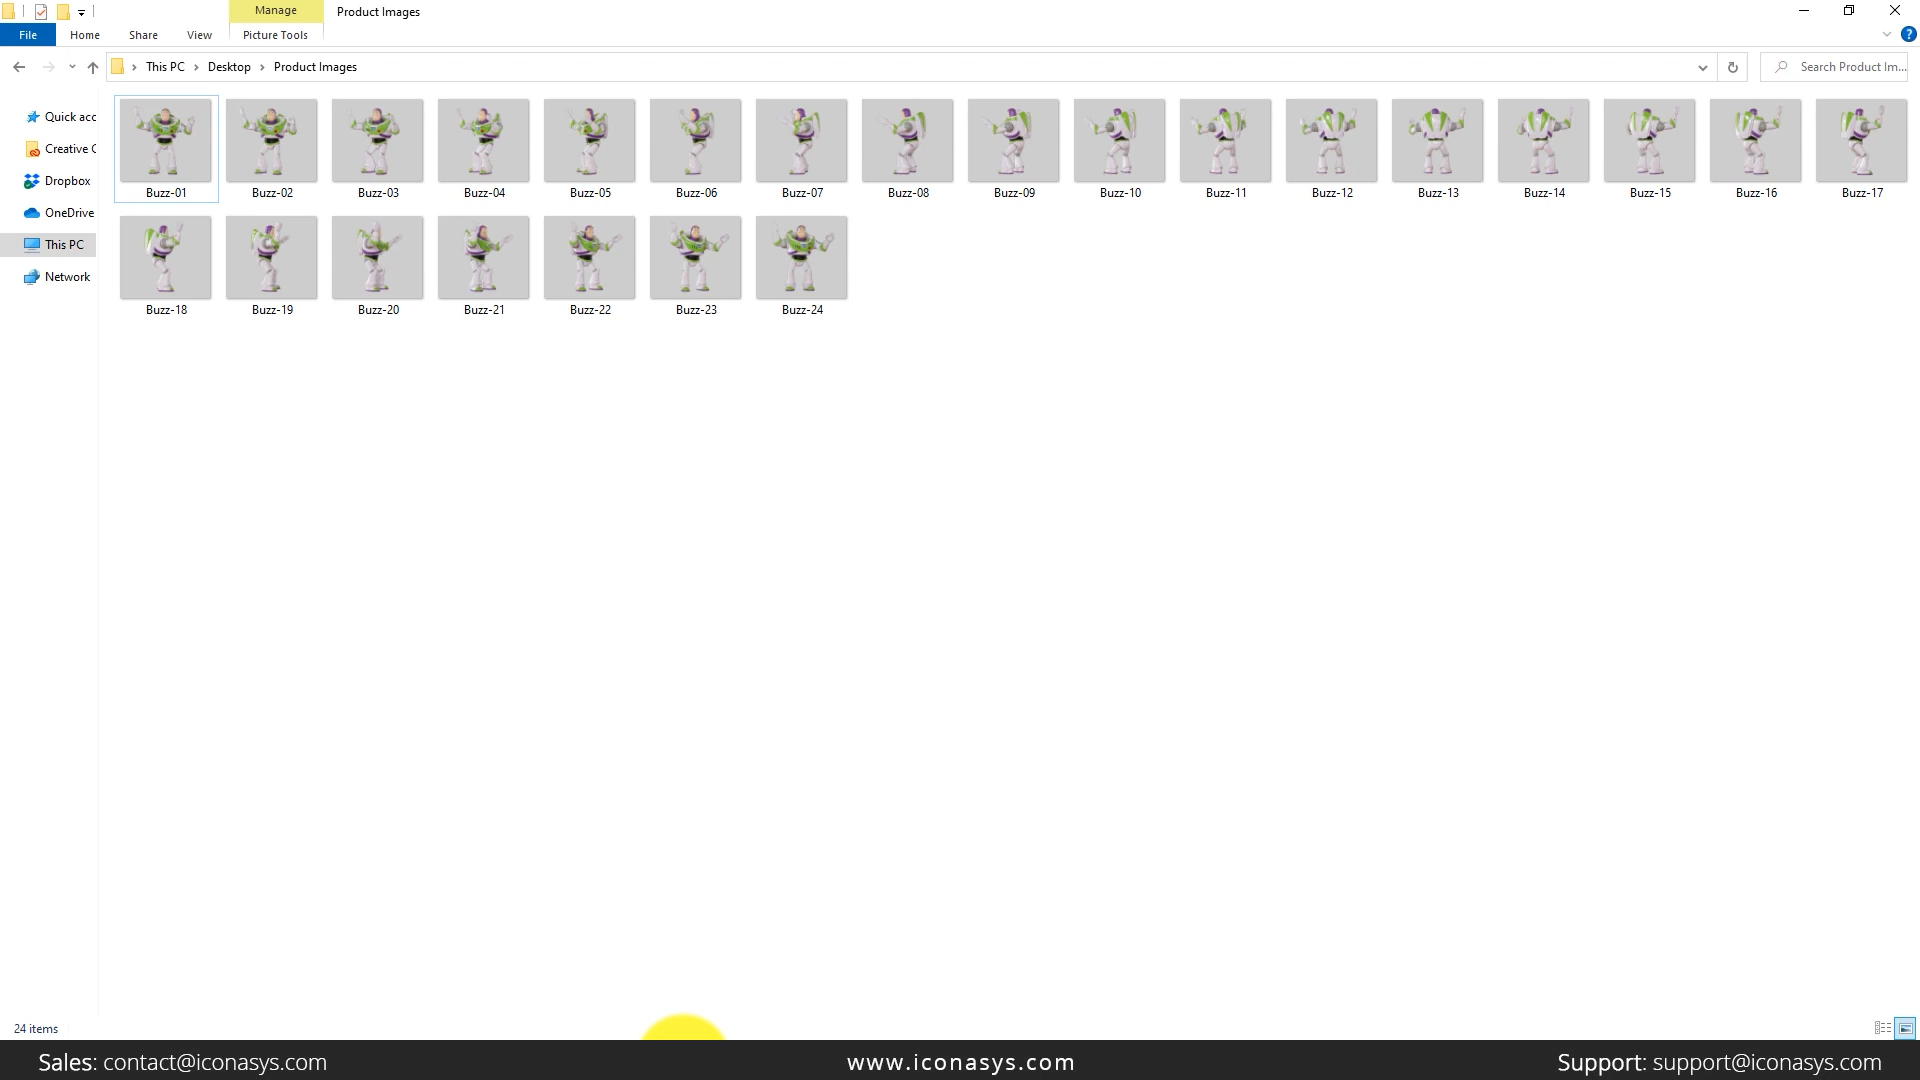 Manage
Product Images
File
Home
Share
View
Picture Tools
This PC
Desktop
Product Images
Search Product Im...
Quick acc
Creative C
Dropbox
OneDrive
This PC
Network
Buzz-01
Buzz-02
Buzz-03
Buzz-04
Buzz-05
Buzz-06
Buzz-07
Buzz-08
Buzz-09
Buzz-10
Buzz-11
Buzz-12
Buzz-13
Buzz-14
Buzz-15
Buzz-16
Buzz-17
Buzz-18
Buzz-19
Buzz-20
Buzz-21
Buzz-22
Buzz-23
Buzz-24
24 items
Sales: contact@iconasys.com
www.iconasys.com
Support: support@iconasys.com